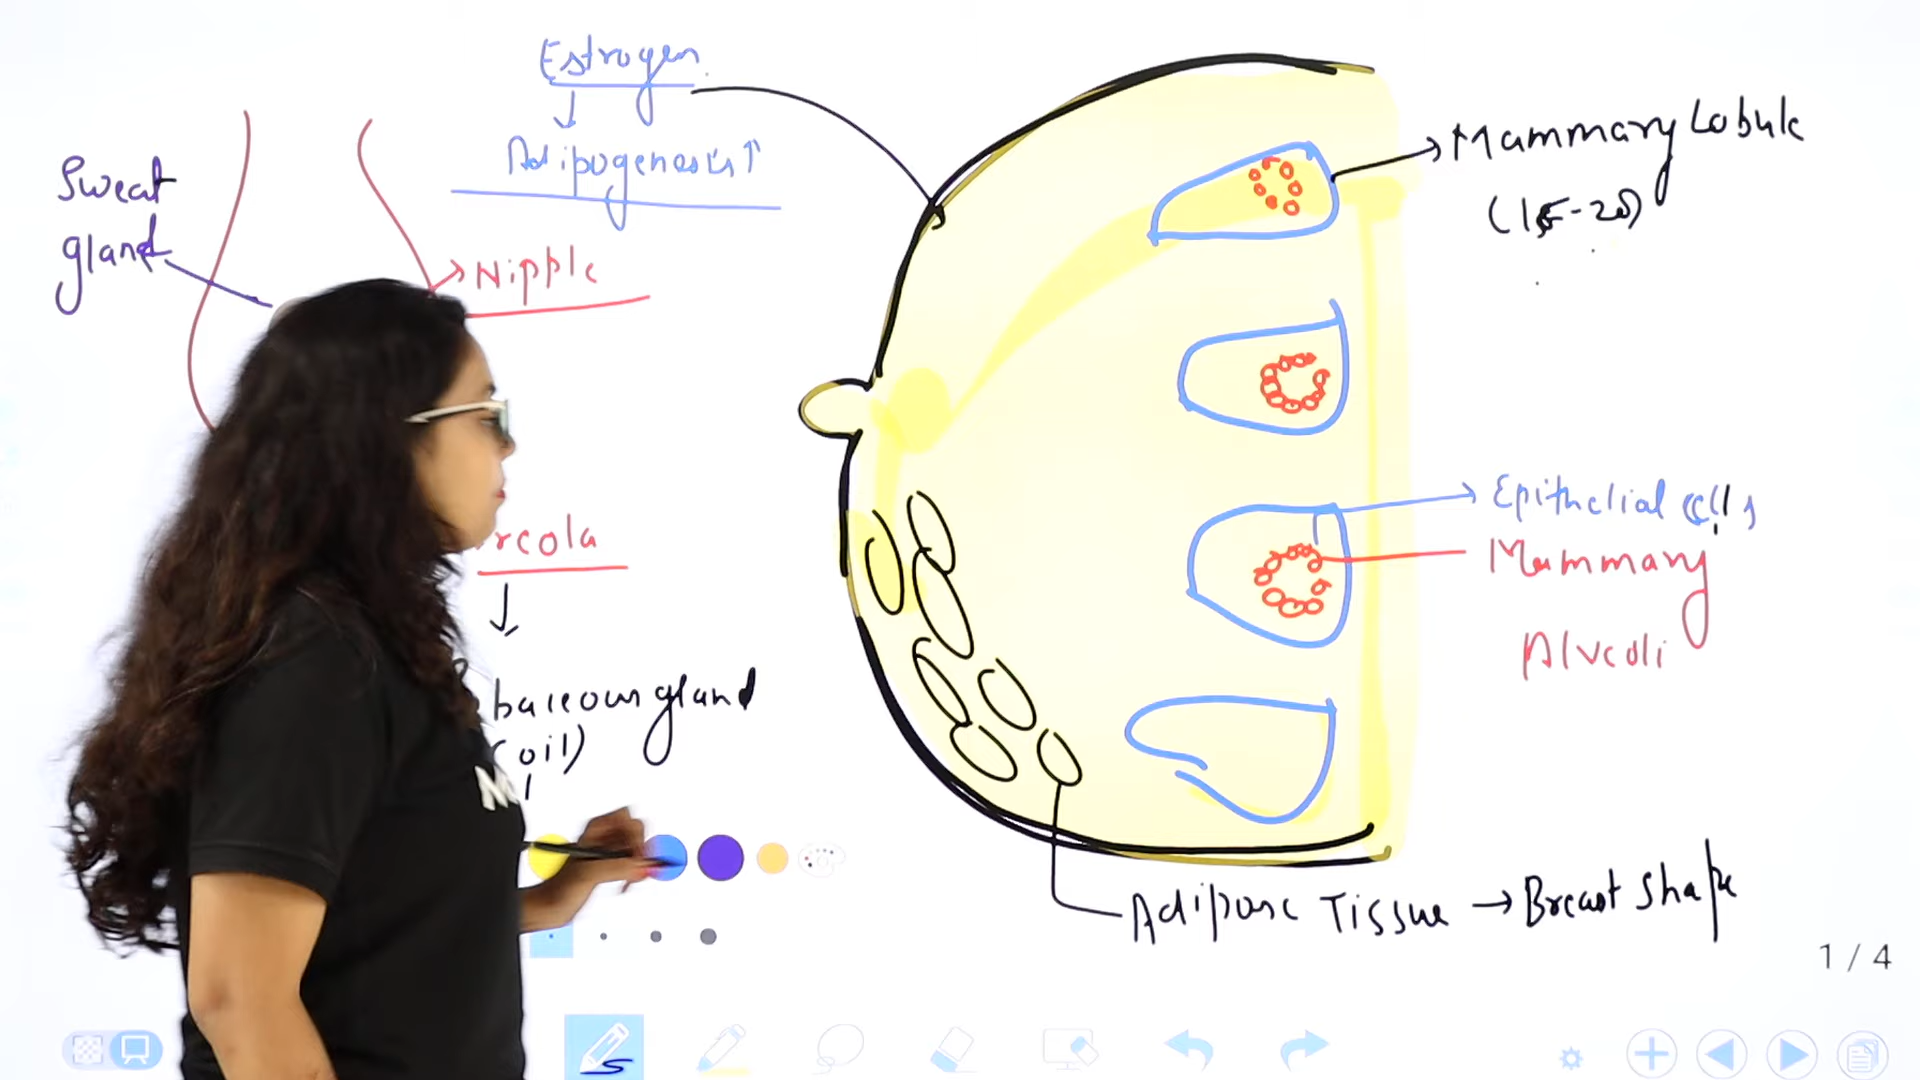 Estrogen
↓
Adipogenesis ↑
Sweat
gland
→ Nipple
reola
↓
baceous gland
(oil)
→ Mammary Lobule
(15-20)
→ Epithelial cells
Mammary
Alveoli
Adipose Tissue → Breast Shape
1 / 4